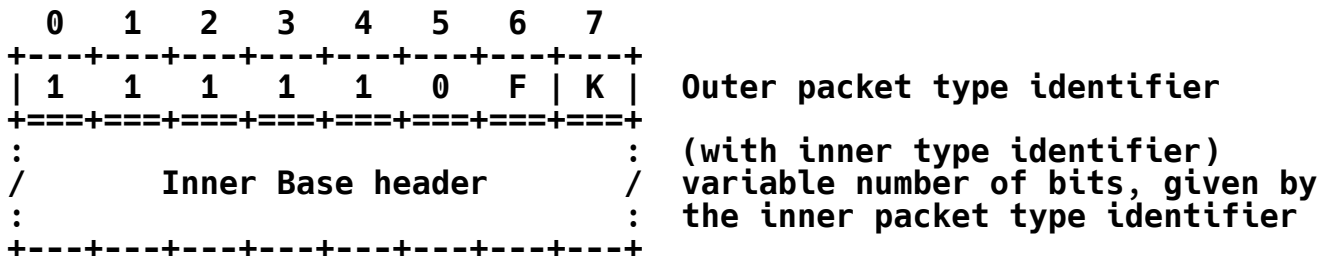 0   1   2   3   4   5   6   7
+---+---+---+---+---+---+---+---+
| 1   1   1   1   1   0   F | K |  Outer packet type identifier
+===+===+===+===+===+===+===+===+
:                               :  (with inner type identifier)
/       Inner Base header       /  variable number of bits, given by
:                               :  the inner packet type identifier
+---+---+---+---+---+---+---+---+